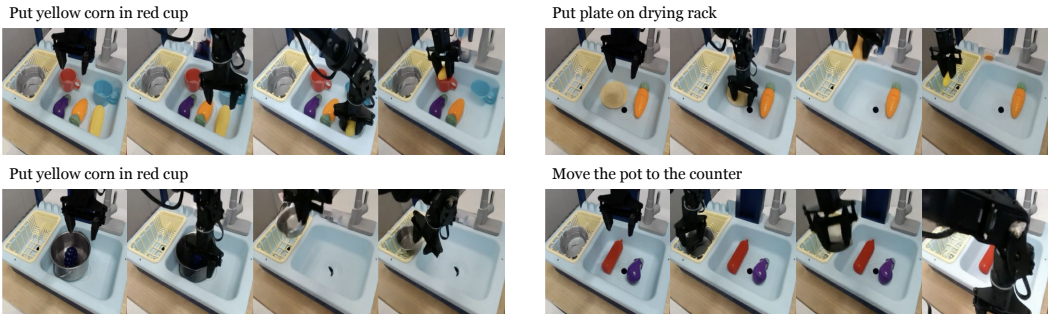 Put yellow corn in red cup
Put plate on drying rack
Put yellow corn in red cup
Move the pot to the counter